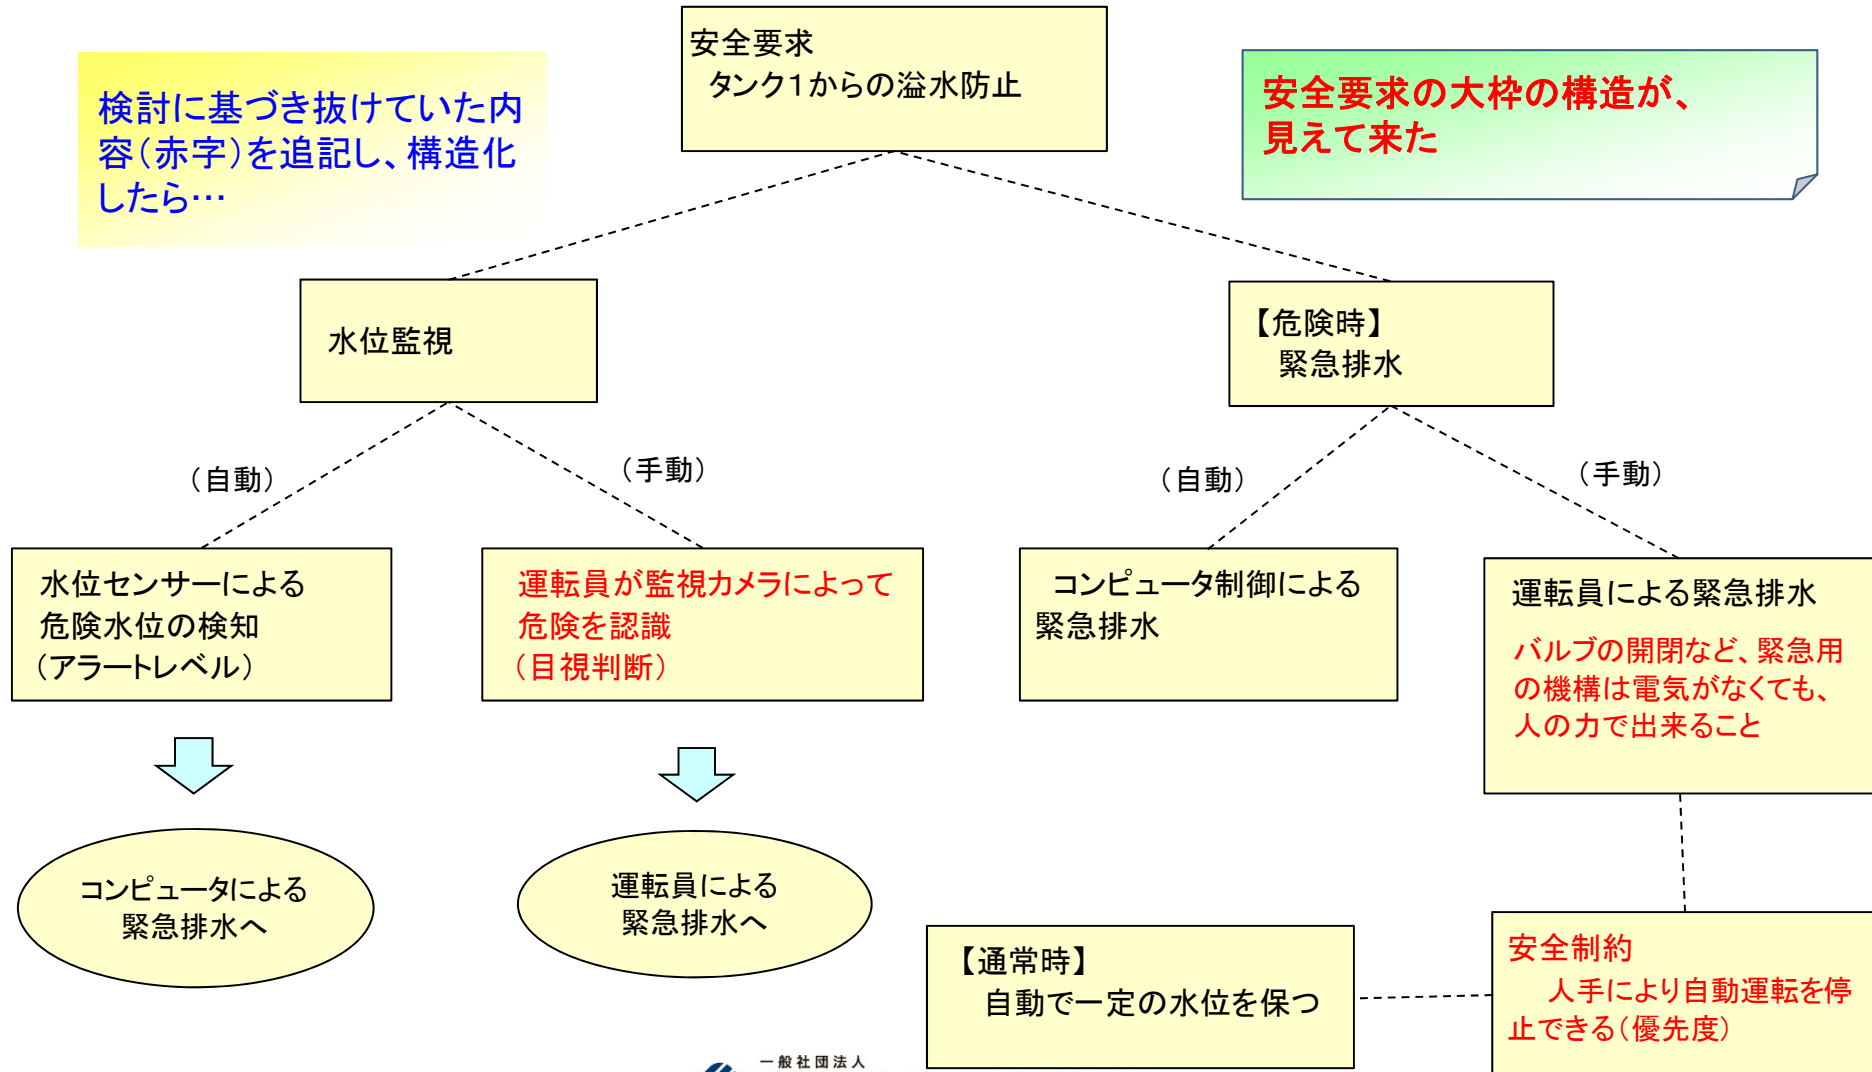 安全要求
タンク1からの溢水防止
検討に基づき抜けていた内
容(赤字)を追記し、構造化
したら…
安全要求の大枠の構造が、
見えて来た
水位監視
【危険時】
緊急排水
(自動)
(手動)
(自動)
(手動)
水位センサーによる
危険水位の検知
(アラートレベル)
運転員が監視カメラによって
危険を認識
(目視判断)
コンピュータ制御による
緊急排水
運転員による緊急排水
バルブの開閉など、緊急用
の機構は電気がなくても、
人の力で出来ること
コンピュータによる
緊急排水へ
運転員による
緊急排水へ
【通常時】
自動で一定の水位を保つ
安全制約
人手により自動運転を停
止できる(優先度)
一般社団法人